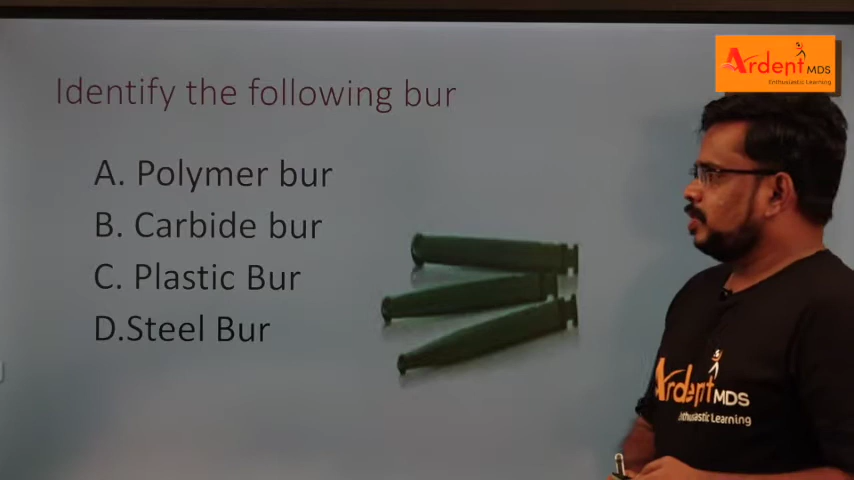 Identify the following bur
A. Polymer bur
B. Carbide bur
C. Plastic Bur
D.Steel Bur
Ardent MDS
Enthusiastic Learning
Ardent MDS
Enthusiastic Learning